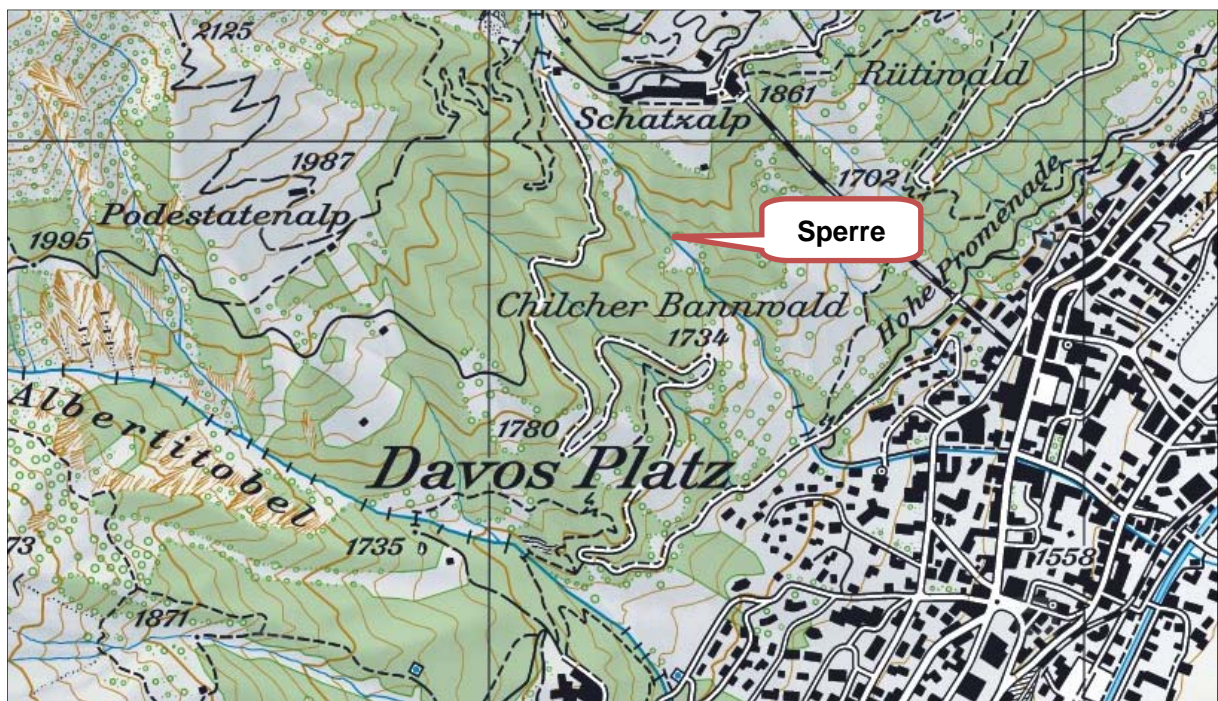 2125
Rütiwald
1861
Schatzalp
1987
1702
Podestatenalp
Hohe Promenade
Sperre
1995
Chilcher Bannwald
1734
Albertitobel
1780
Davos Platz
1735
73
1558
1871